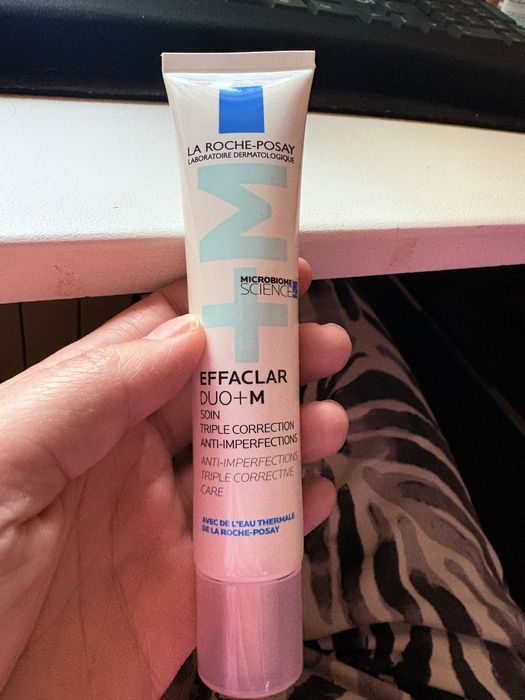 LA ROCHE-POSAY
LABORATOIRE DERMATOLOGIQUE
+M
MICROBIOME
SCIENCE
EFFACLAR
DUO+M
SOIN
TRIPLE CORRECTION
ANTI-IMPERFECTIONS
ANTI-IMPERFECTIONS
TRIPLE CORRECTIVE
CARE
AVEC DE L'EAU THERMALE
DE LA ROCHE-POSAY